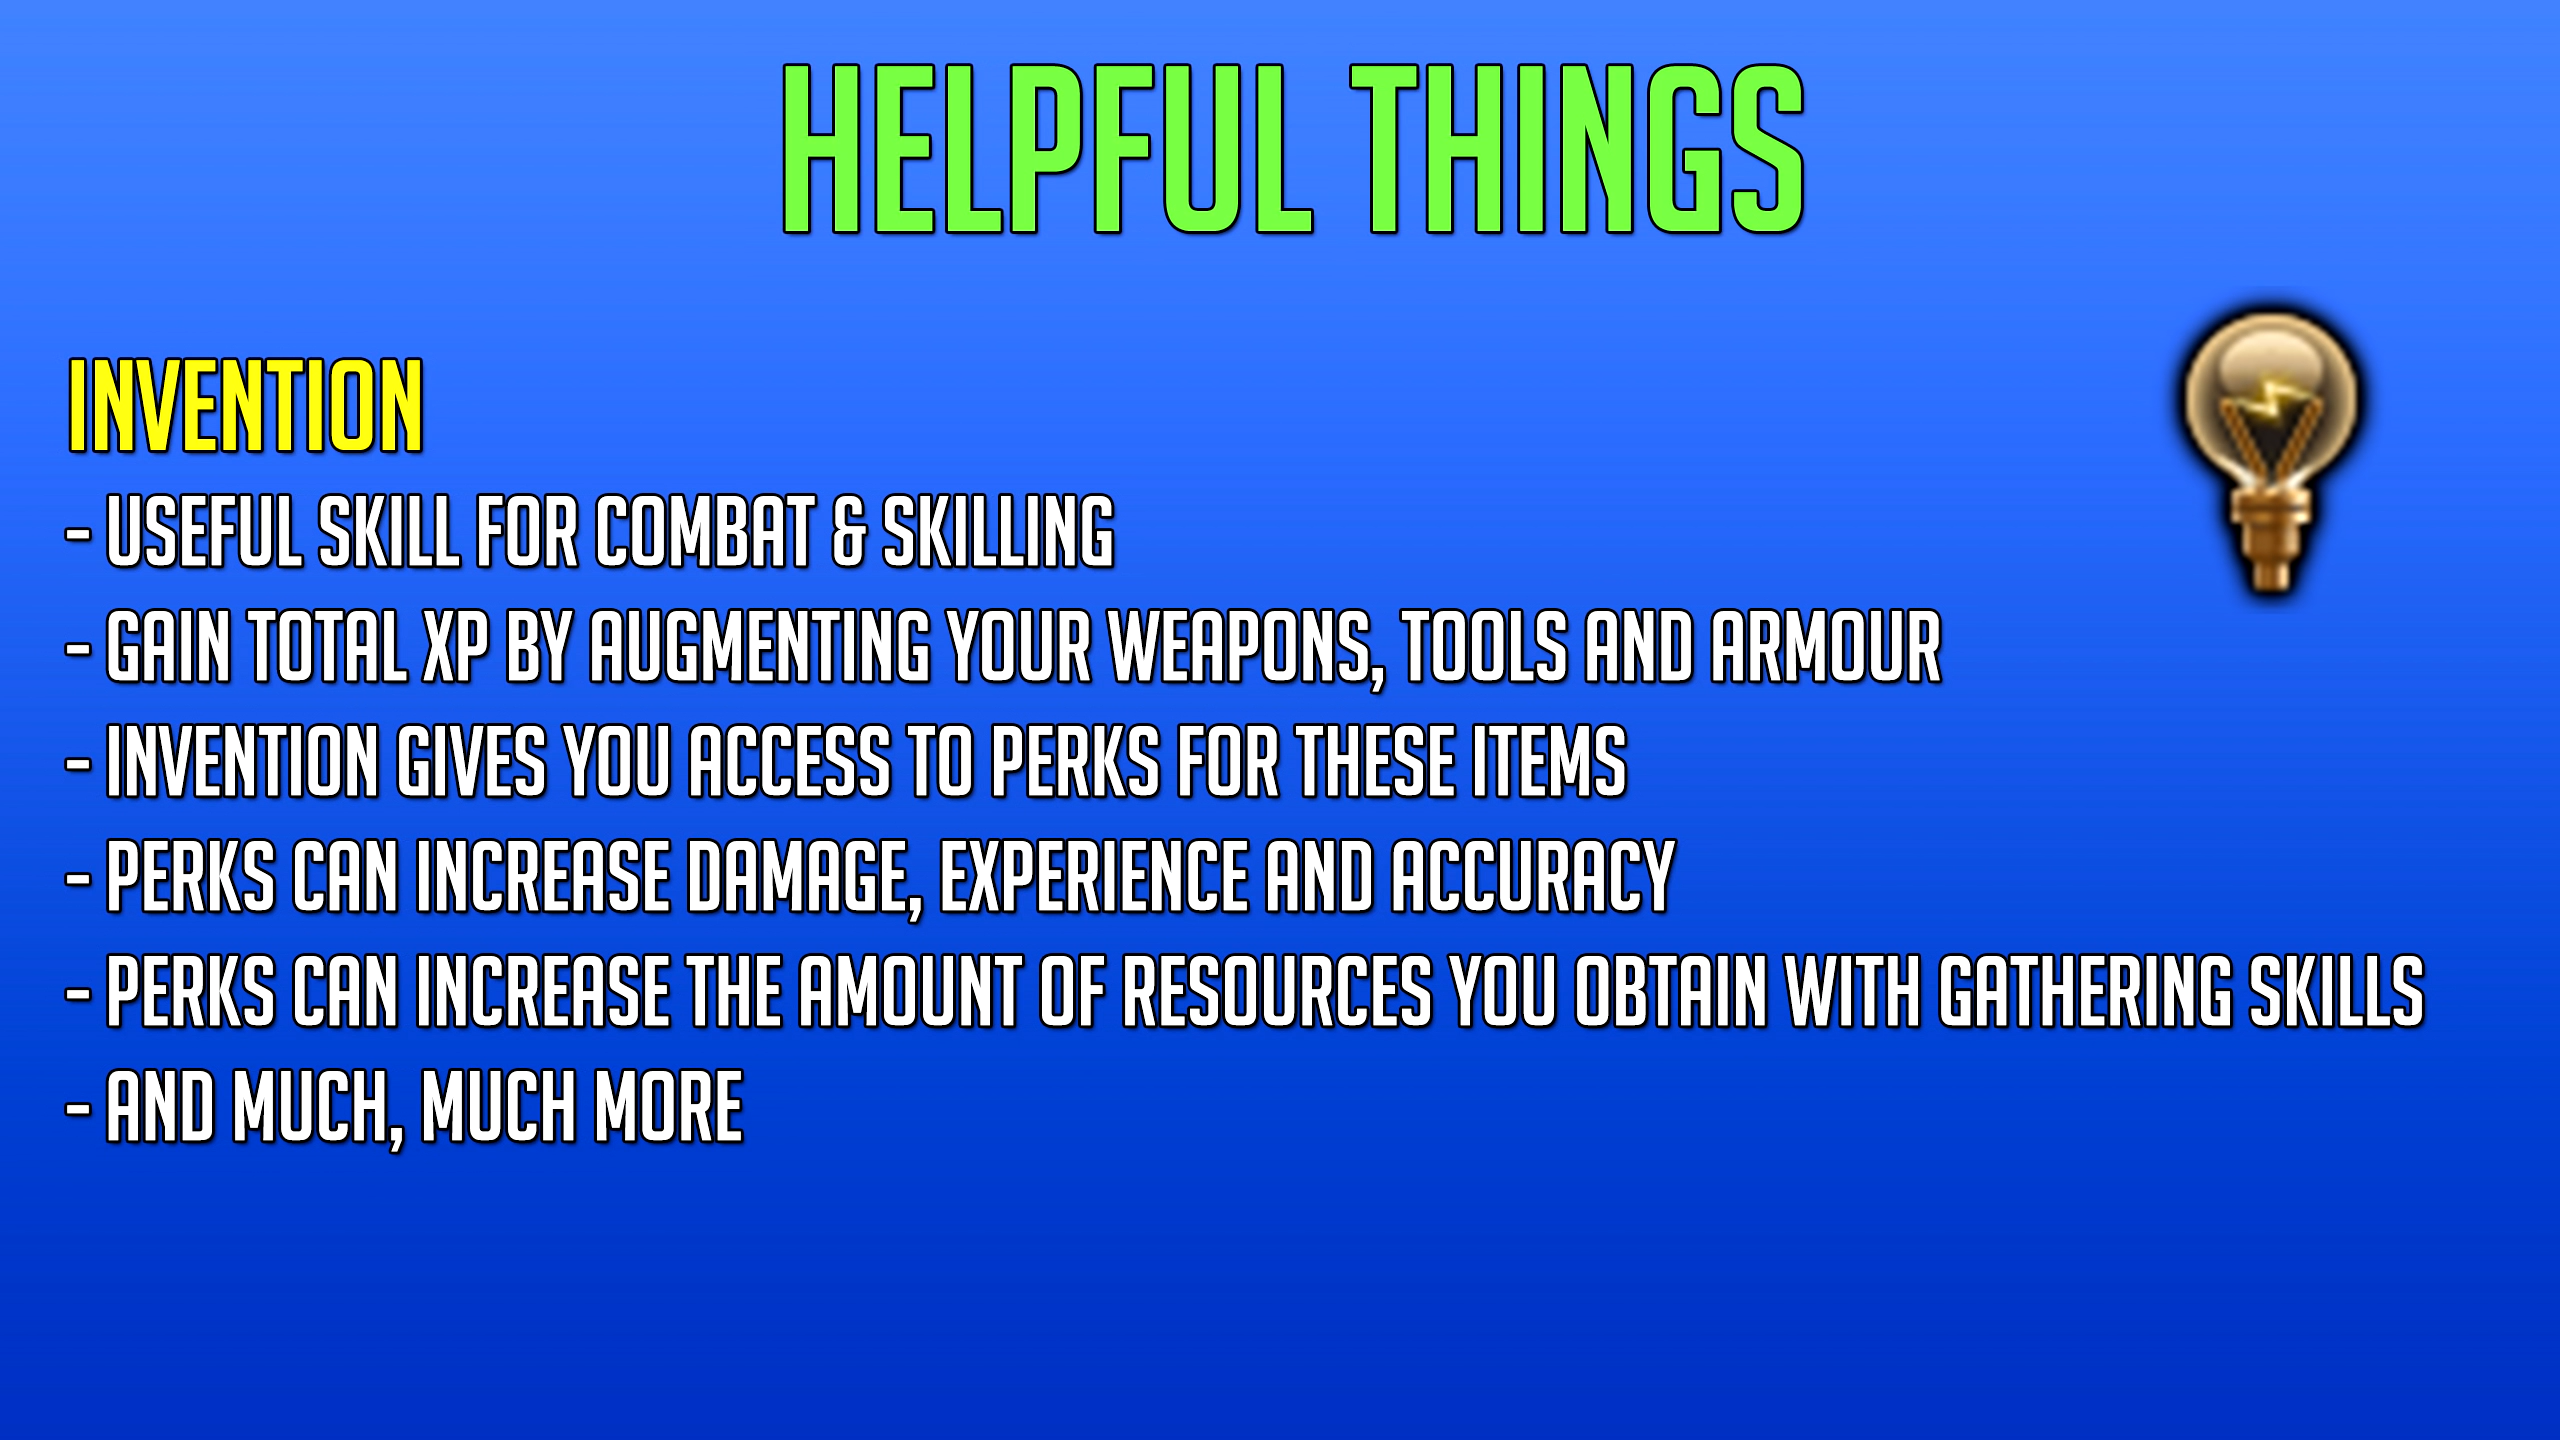 HELPFUL THINGS
INVENTION
- USEFUL SKILL FOR COMBAT & SKILLING
- GAIN TOTAL XP BY AUGMENTING YOUR WEAPONS, TOOLS AND ARMOUR
- INVENTION GIVES YOU ACCESS TO PERKS FOR THESE ITEMS
- PERKS CAN INCREASE DAMAGE, EXPERIENCE AND ACCURACY
- PERKS CAN INCREASE THE AMOUNT OF RESOURCES YOU OBTAIN WITH GATHERING SKILLS
- AND MUCH, MUCH MORE